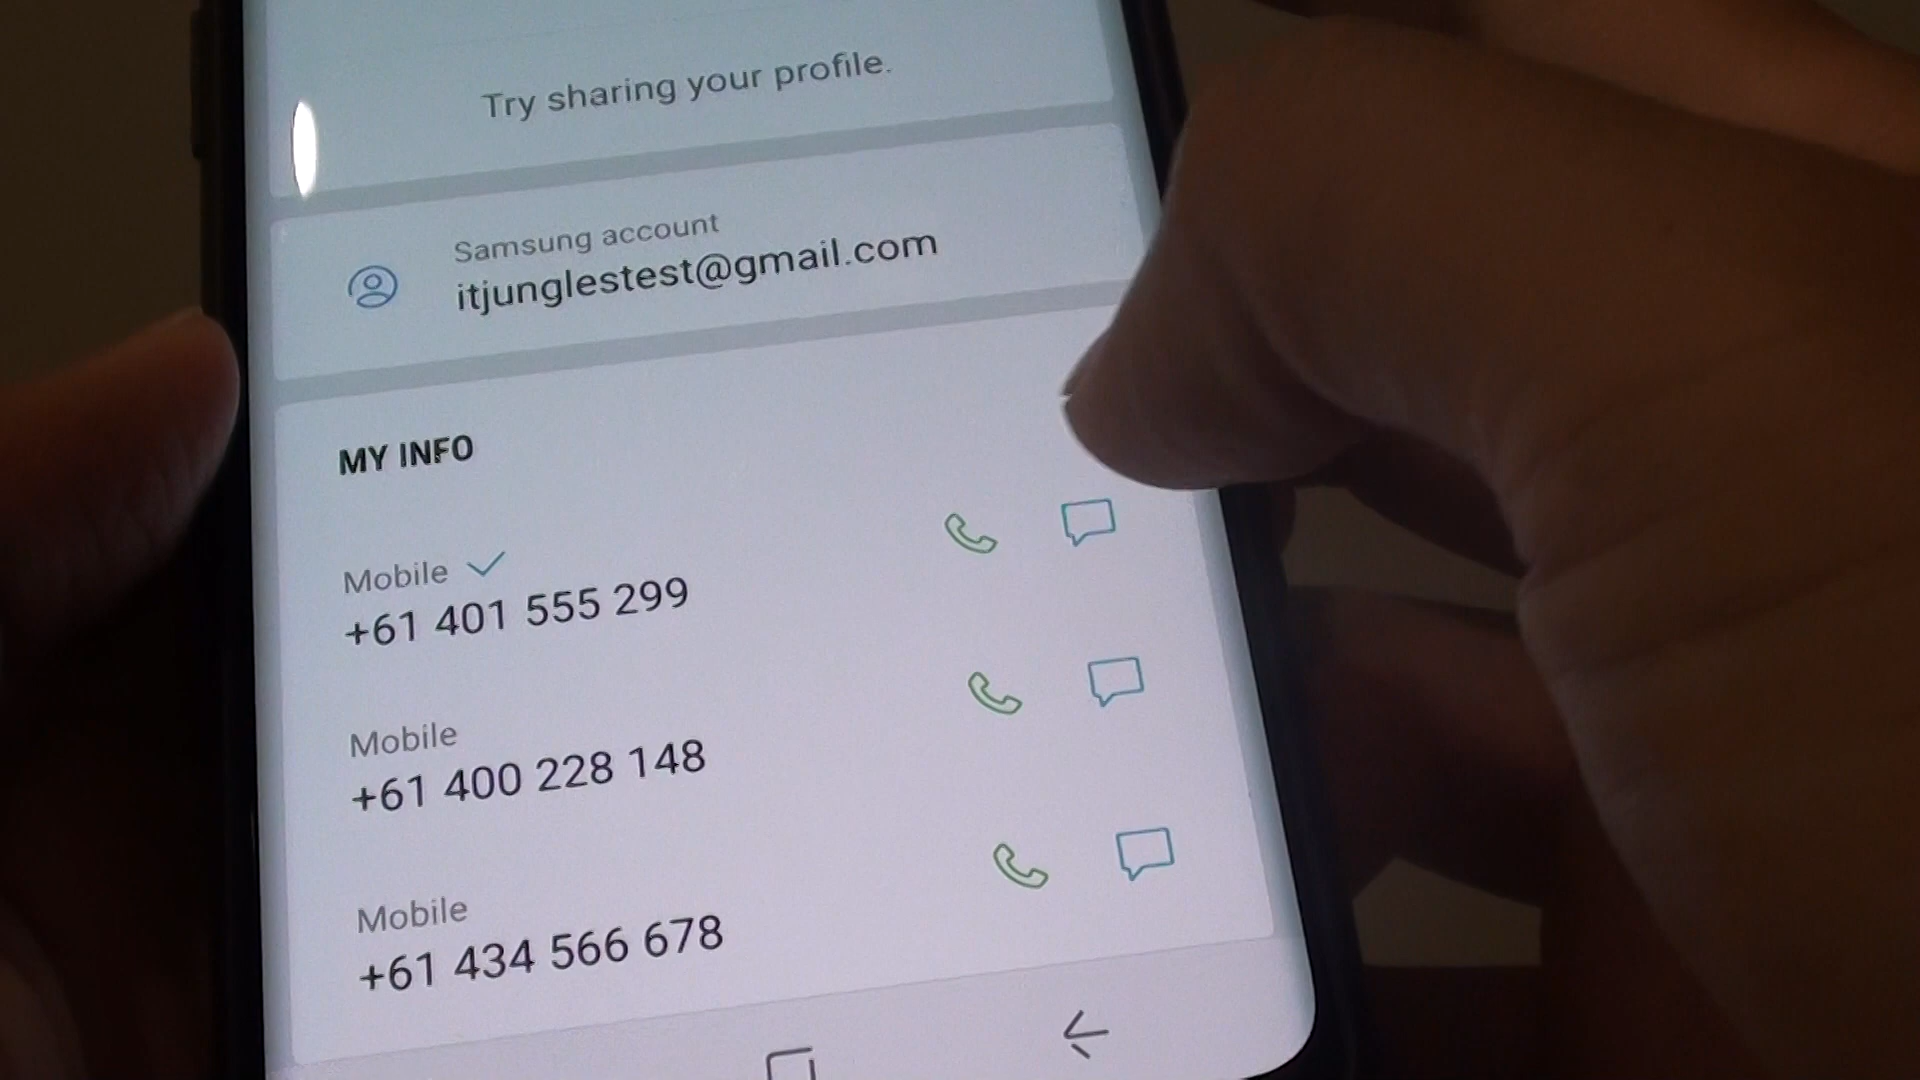 Try sharing your profile.
Samsung account
itjunglestest@gmail.com
MY INFO
Mobile
+61 401 555 299
Mobile
+61 400 228 148
Mobile
+61 434 566 678